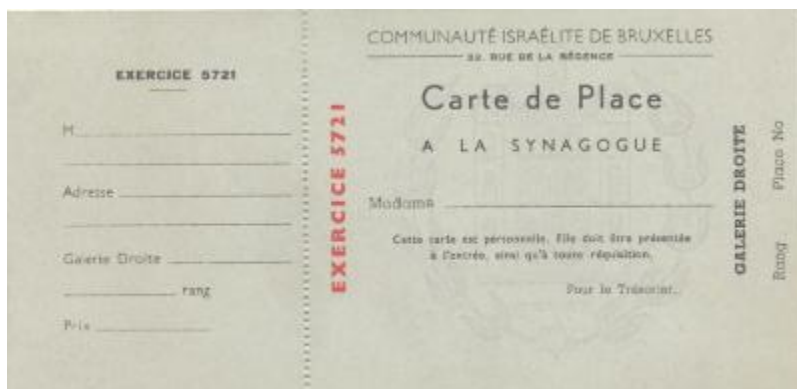 EXERCICE 5721
M
Adresse
Galerie Droite
rang
Prix
EXERCICE 5721
COMMUNAUTÉ ISRAÉLITE DE BRUXELLES
RUE DE LA RÉGENCE
Carte de Place
A LA SYNAGOGUE
Madame
Cette carte est personnelle. Elle doit être présentée
à l'entrée, ainsi qu'à toute réquisition.
Pour le Trésorier,
GALERIE DROITE
Rang Place No